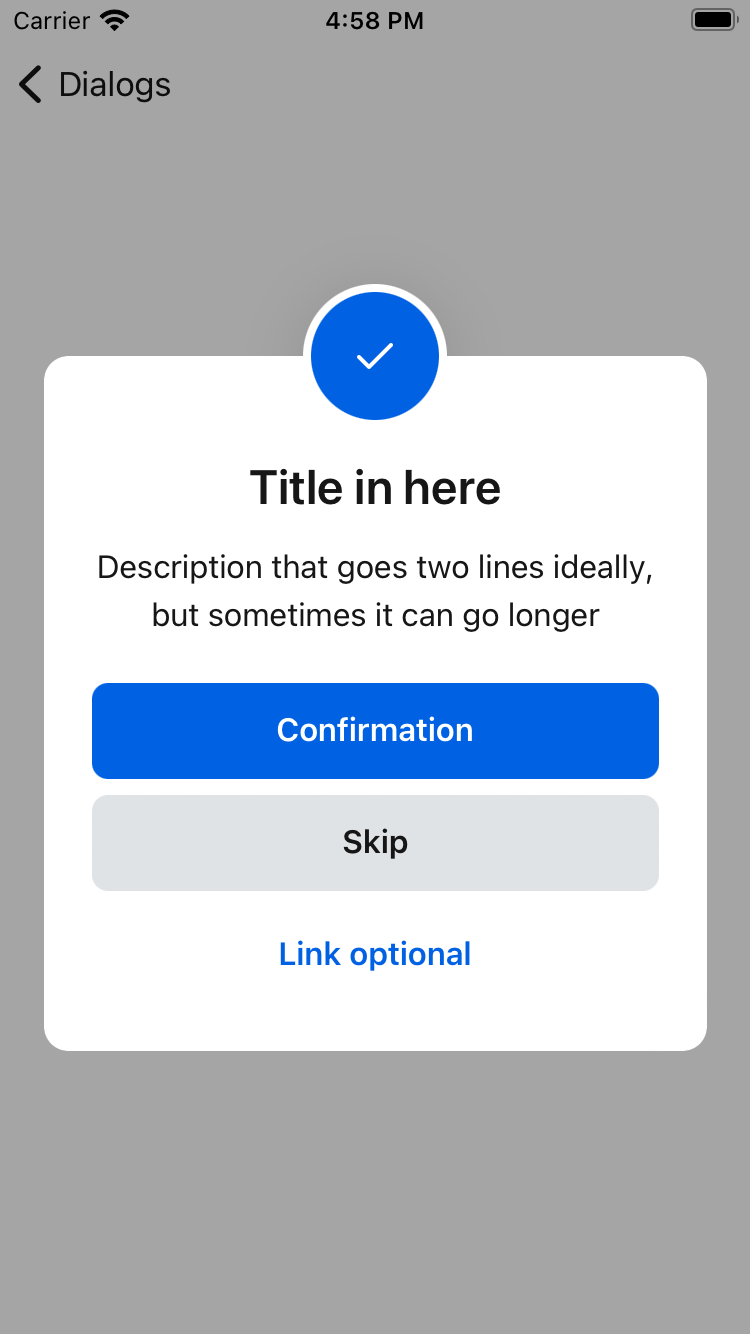 Carrier 4:58 PM
Dialogs
Title in here
Description that goes two lines ideally,
but sometimes it can go longer
Confirmation
Skip
Link optional